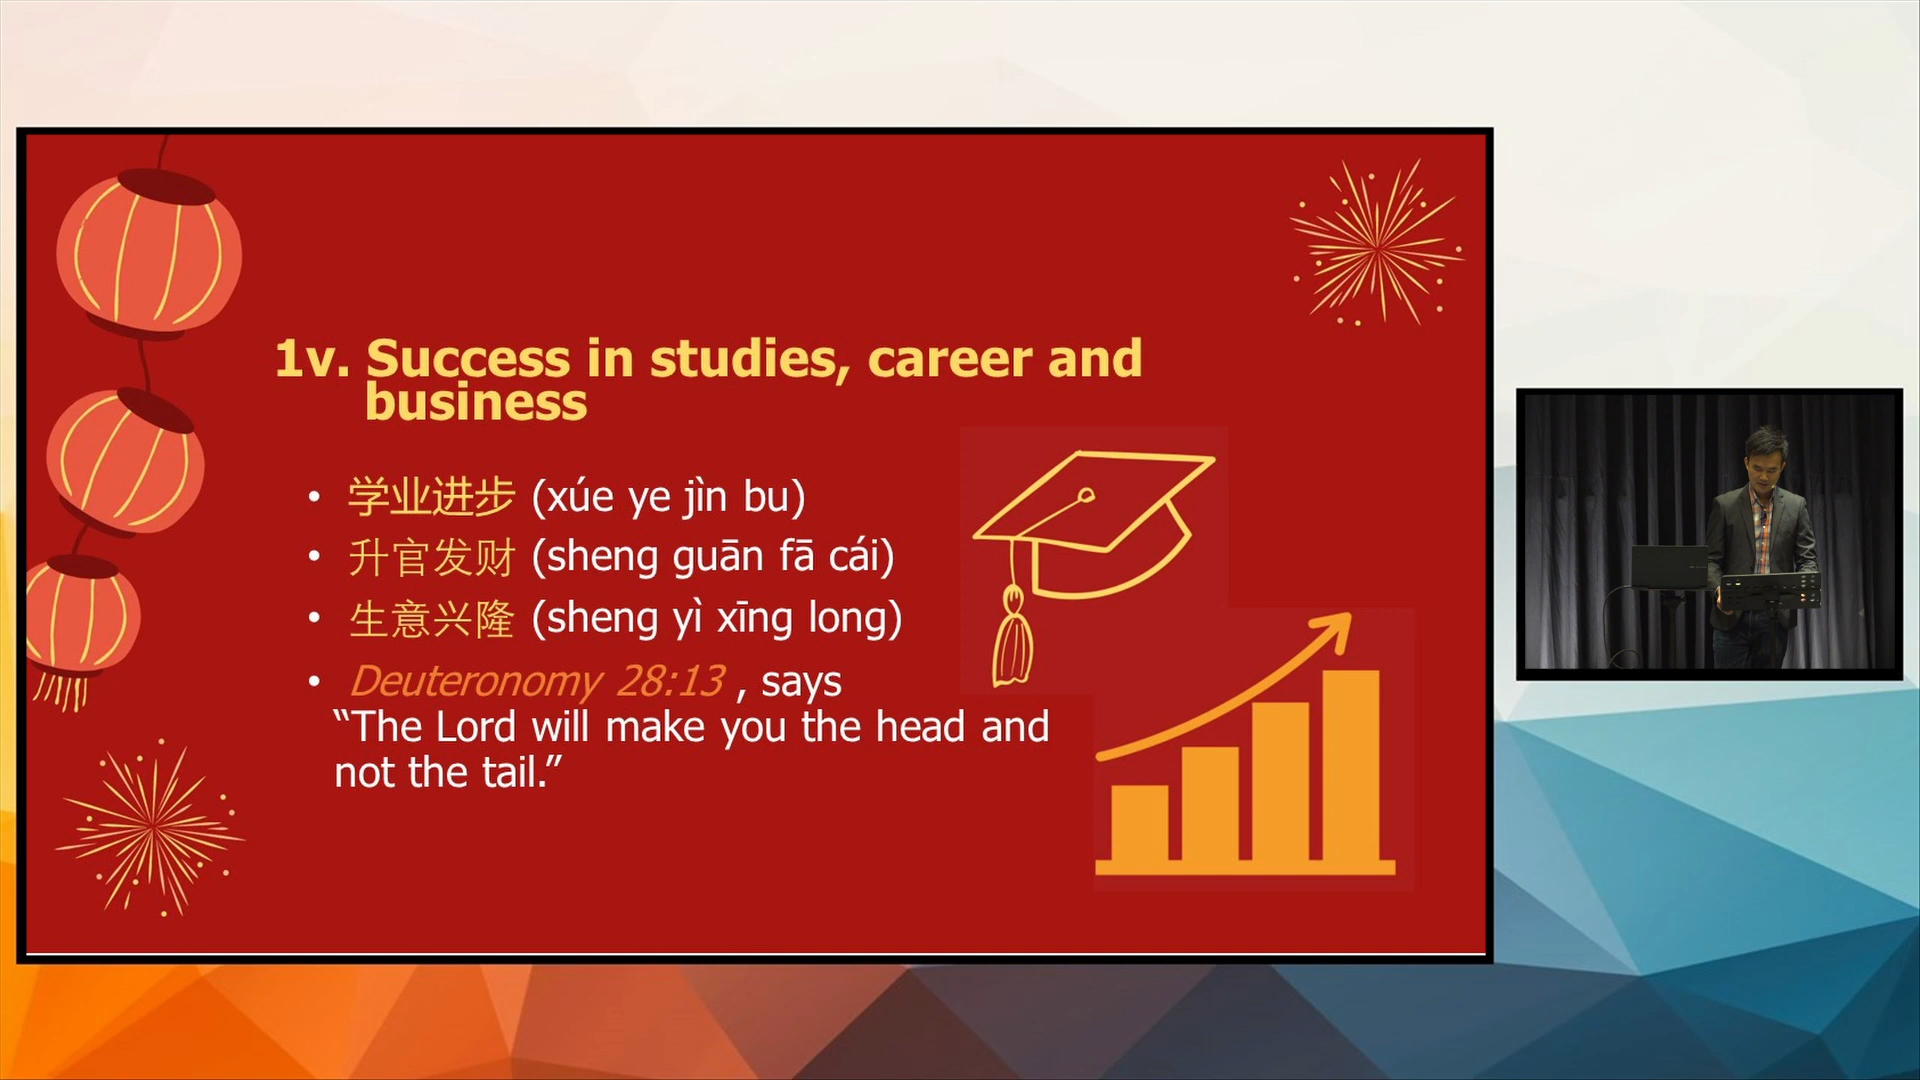 1v. Success in studies, career and
business
• 学业进步 (xúe ye jìn bu)
• 升官发财 (sheng guān fā cái)
• 生意兴隆 (sheng yì xīng long)
• Deuteronomy 28:13 , says
“The Lord will make you the head and
not the tail.”